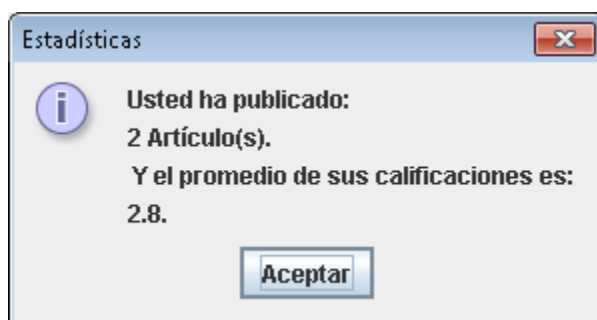 Estadísticas
Usted ha publicado:
2 Artículo(s).
Y el promedio de sus calificaciones es:
2.8.
Aceptar